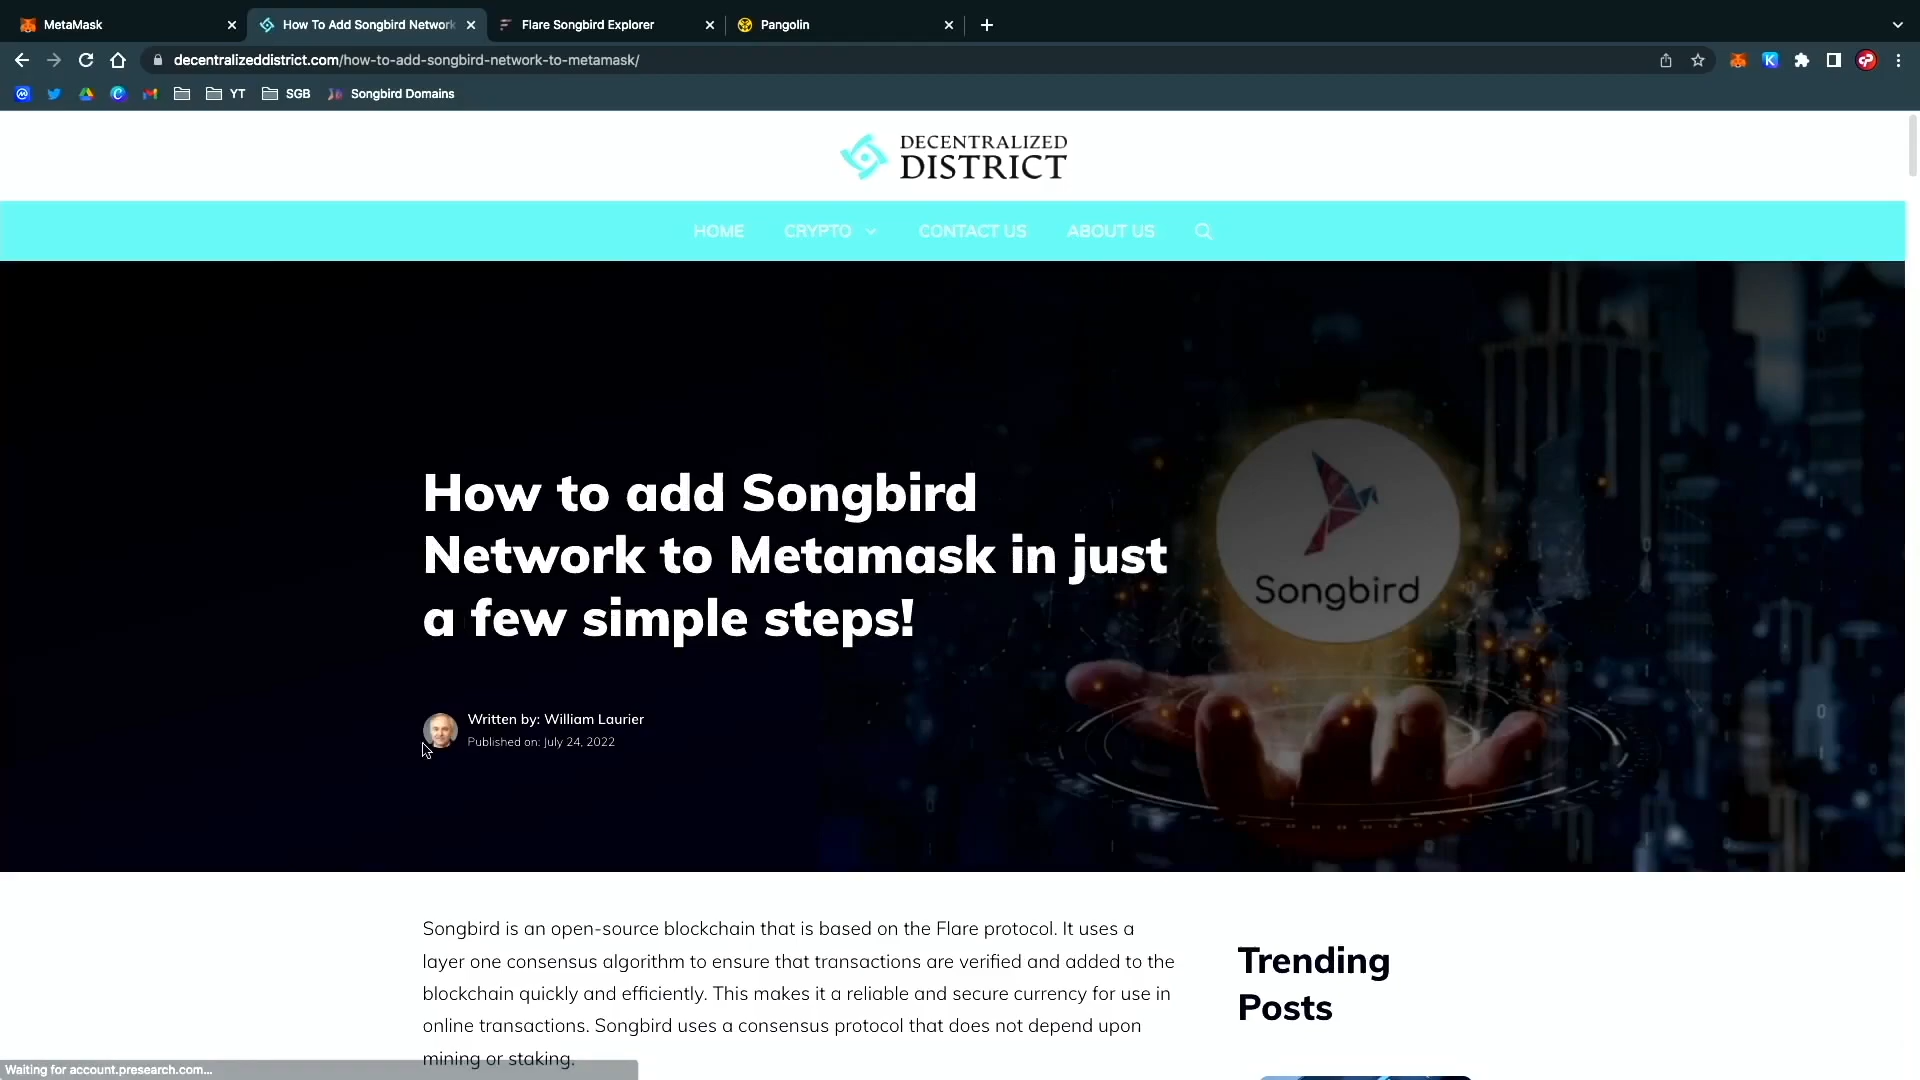 MetaMask
How To Add Songbird Network
Flare Songbird Explorer
Pangolin
decentralizeddistrict.com/how-to-add-songbird-network-to-metamask/
YT
SGB
Songbird Domains
DECENTRALIZED
DISTRICT
HOME
CRYPTO
CONTACT US
ABOUT US
How to add Songbird
Network to Metamask in just
a few simple steps!
Songbird
Written by: William Laurier
Published on: July 24, 2022
Songbird is an open-source blockchain that is based on the Flare protocol. It uses a
layer one consensus algorithm to ensure that transactions are verified and added to the
blockchain quickly and efficiently. This makes it a reliable and secure currency for use in
online transactions. Songbird uses a consensus protocol that does not depend upon
mining or staking.
Trending
Posts
Waiting for account.presearch.com...